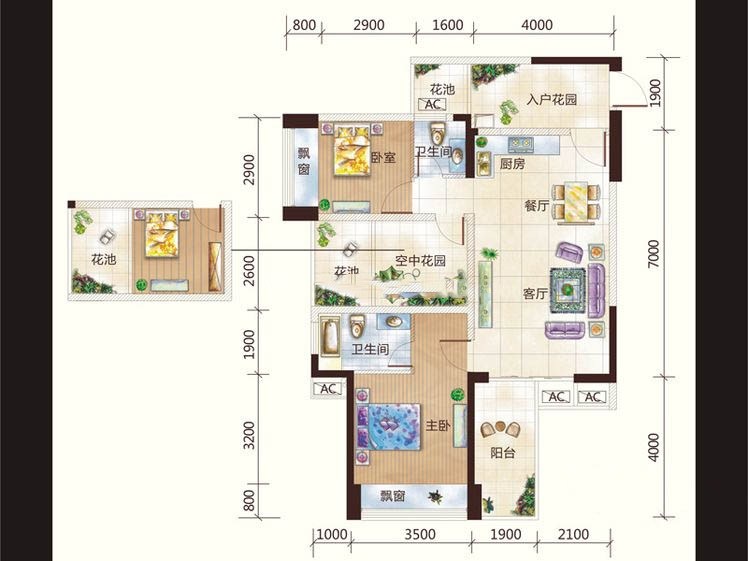 800 2900 1600 4000
花池
AC
入户花园
1900
飘窗
卧室
卫生间
厨房
2900
餐厅
花池
花池
空中花园
客厅
2600
7000
卫生间
1900
AC
AC
AC
主卧
阳台
3200
4000
飘窗
800
1000 3500 1900 2100